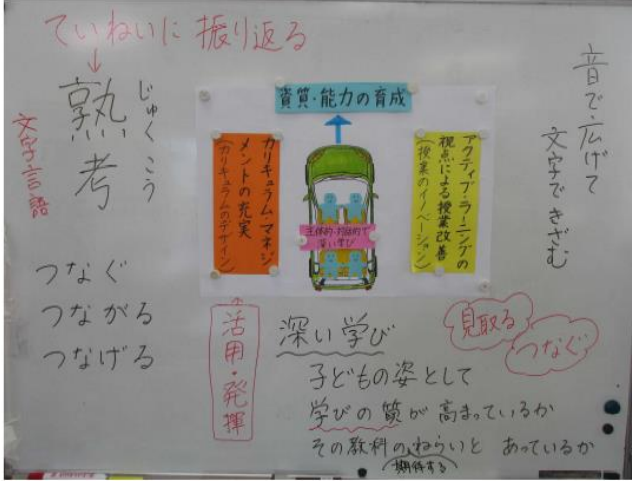 ていねいに振り返る
↓
熟考
じゅくこう
文字言語
つなぐ
つながる
つなげる
資質・能力の育成
カリキュラム・マネジ
メントの充実
(カリキュラムのデザイン)
主体的・対話的で
深い学び
アクティブ・ラーニングの
視点による授業改善
(授業のイノベーション)
音で広げて
文字できざむ
活用・発揮
深い学び
見取る
つなぐ
子どもの姿として
学びの質が高まっているか
その教科のねらいとあっているか
期待する